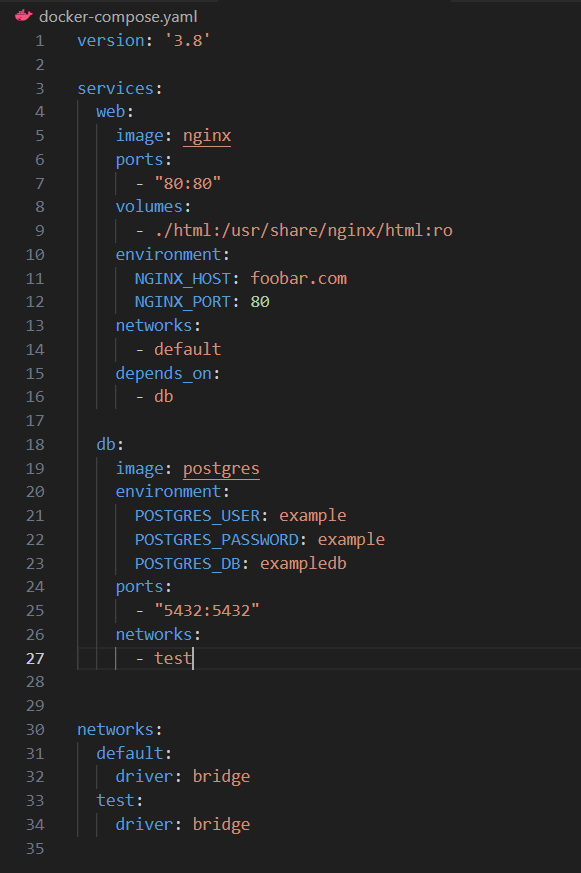 docker-compose.yaml
1 version: '3.8'
2
3 services:
4   web:
5     image: nginx
6     ports:
7       - "80:80"
8     volumes:
9       - ./html:/usr/share/nginx/html:ro
10     environment:
11       NGINX_HOST: foobar.com
12       NGINX_PORT: 80
13     networks:
14       - default
15     depends_on:
16       - db
17
18   db:
19     image: postgres
20     environment:
21       POSTGRES_USER: example
22       POSTGRES_PASSWORD: example
23       POSTGRES_DB: exampledb
24     ports:
25       - "5432:5432"
26     networks:
27       - test
28
29
30 networks:
31   default:
32     driver: bridge
33   test:
34     driver: bridge
35